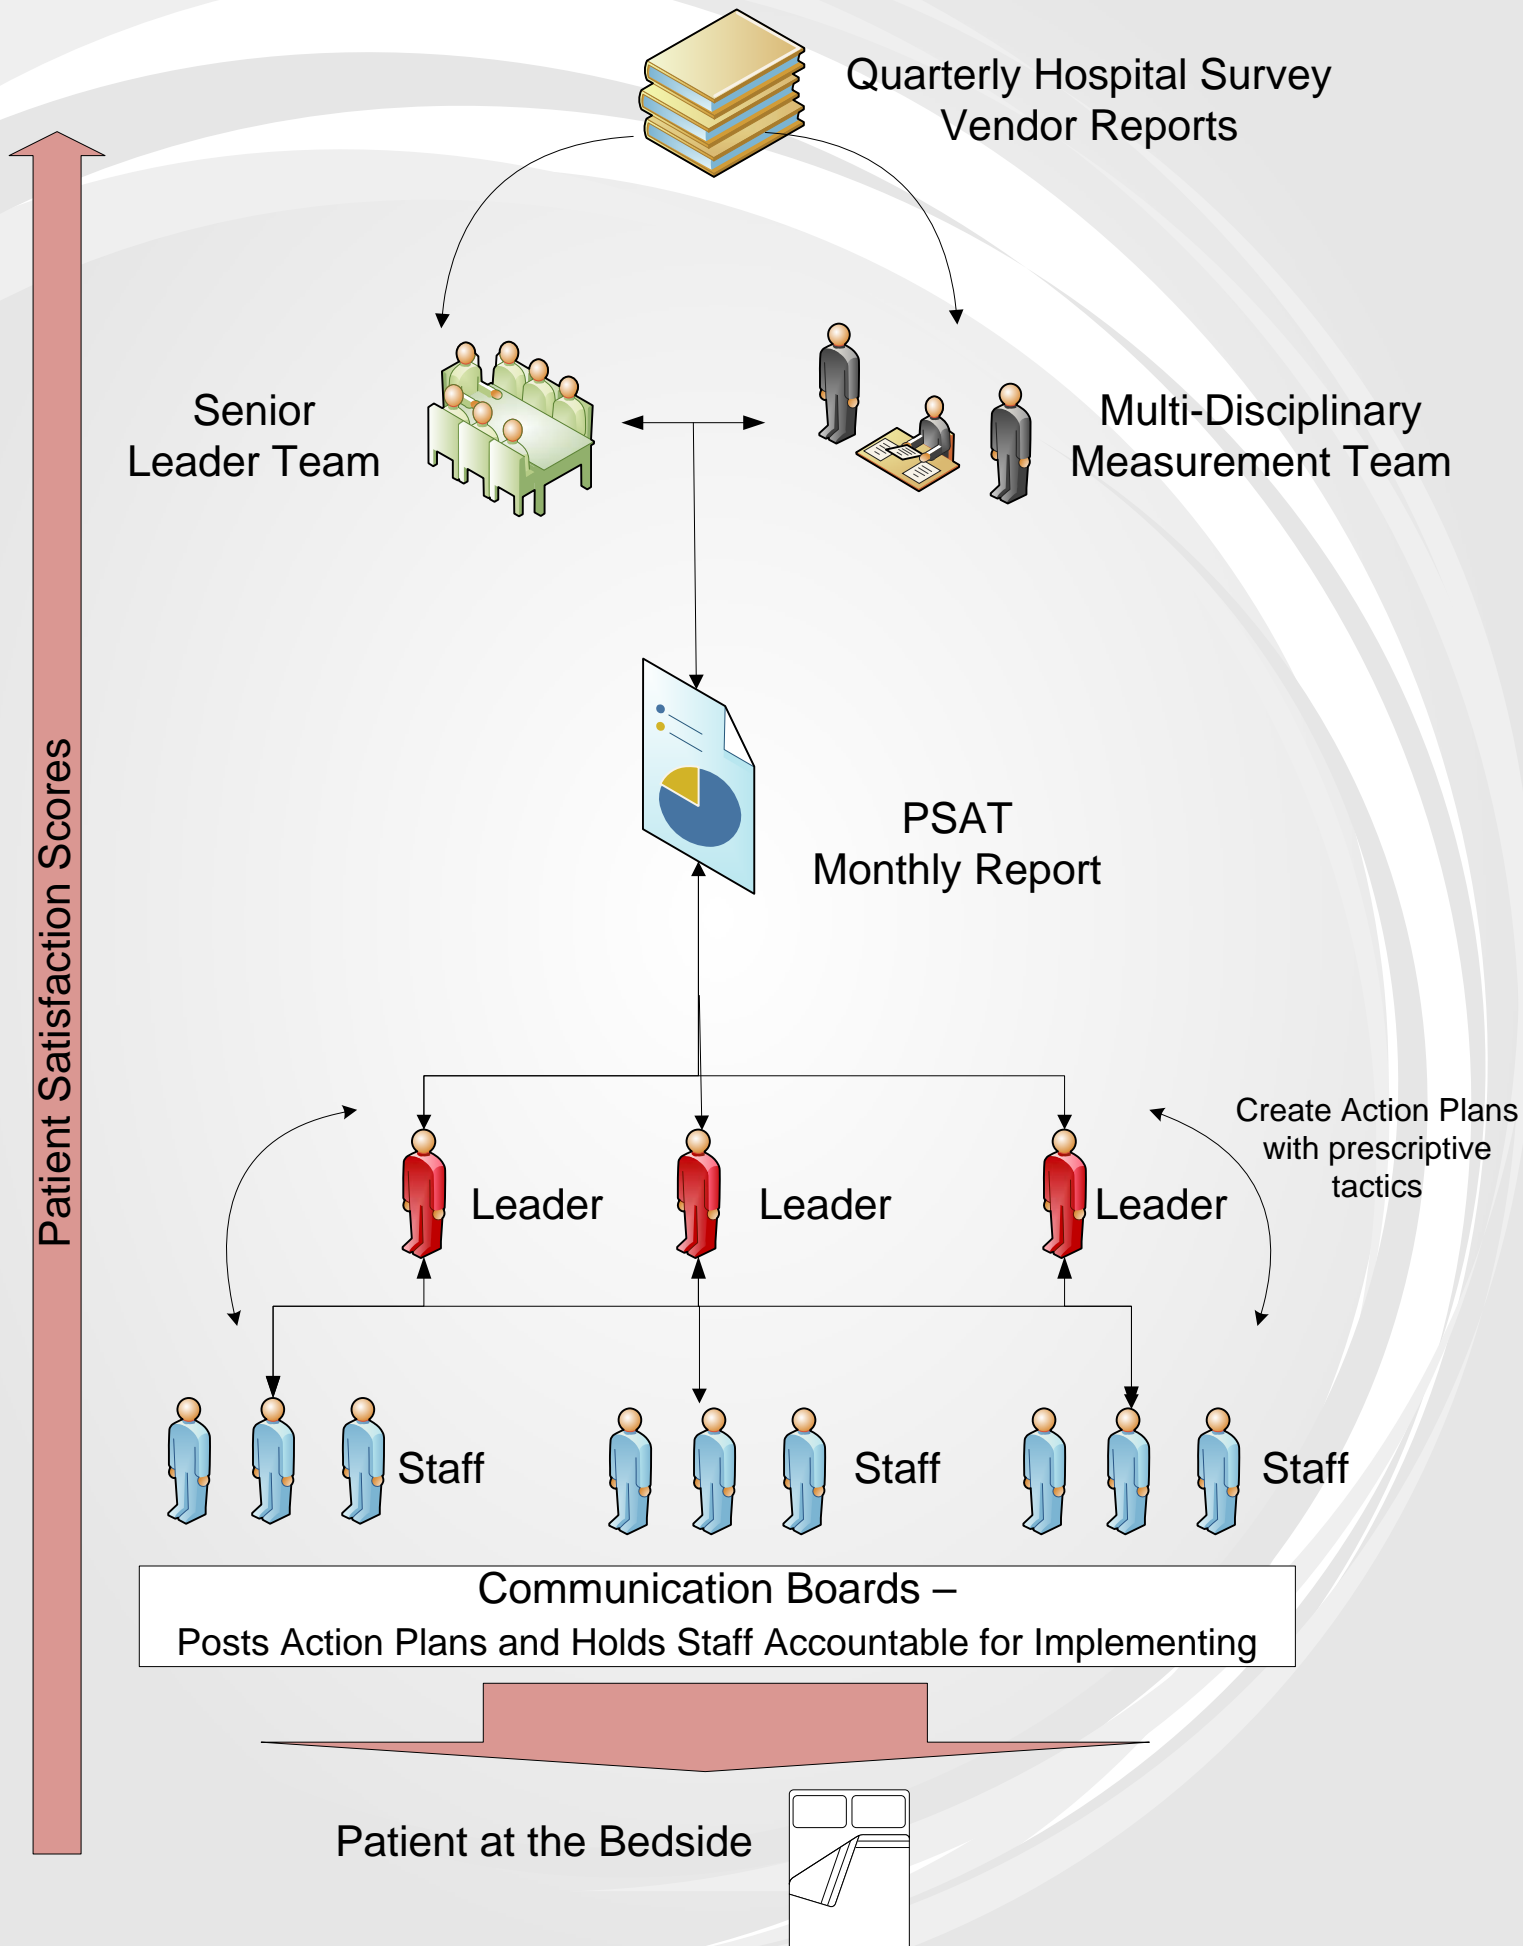 Quarterly Hospital Survey
Vendor Reports
Senior
Leader Team
Multi-Disciplinary
Measurement Team
Patient Satisfaction Scores
PSAT
Monthly Report
Create Action Plans
with prescriptive
tactics
Leader
Leader
Leader
Staff
Staff
Staff
Communication Boards –
Posts Action Plans and Holds Staff Accountable for Implementing
Patient at the Bedside